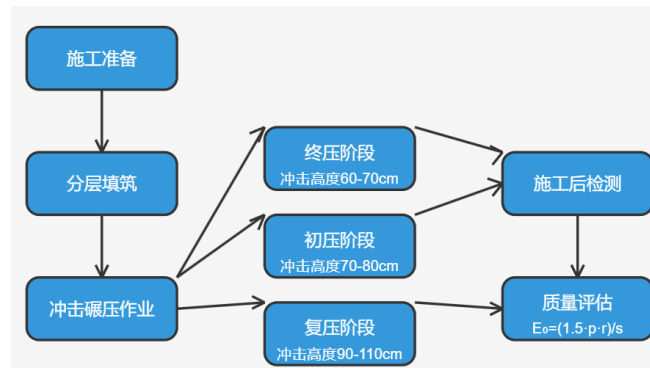 施工准备
分层填筑
冲击碾压作业
终压阶段
冲击高度60-70cm
初压阶段
冲击高度70-80cm
复压阶段
冲击高度90-110cm
施工后检测
质量评估
E₀=(1.5·p·r)/s